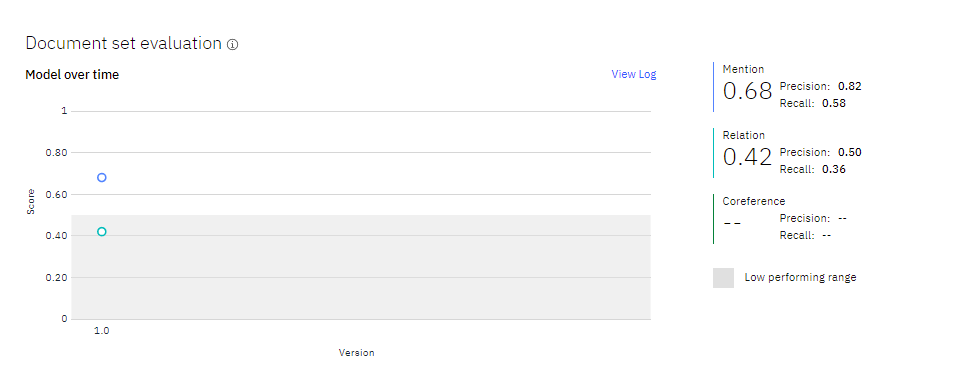 Document set evaluation
Model over time
View Log
1
0.80
0.60
0.40
0.20
0
Score
1.0
Version
Mention
0.68 Precision: 0.82
Recall: 0.58
Relation
0.42 Precision: 0.50
Recall: 0.36
Coreference
-- Precision: --
Recall: --
Low performing range